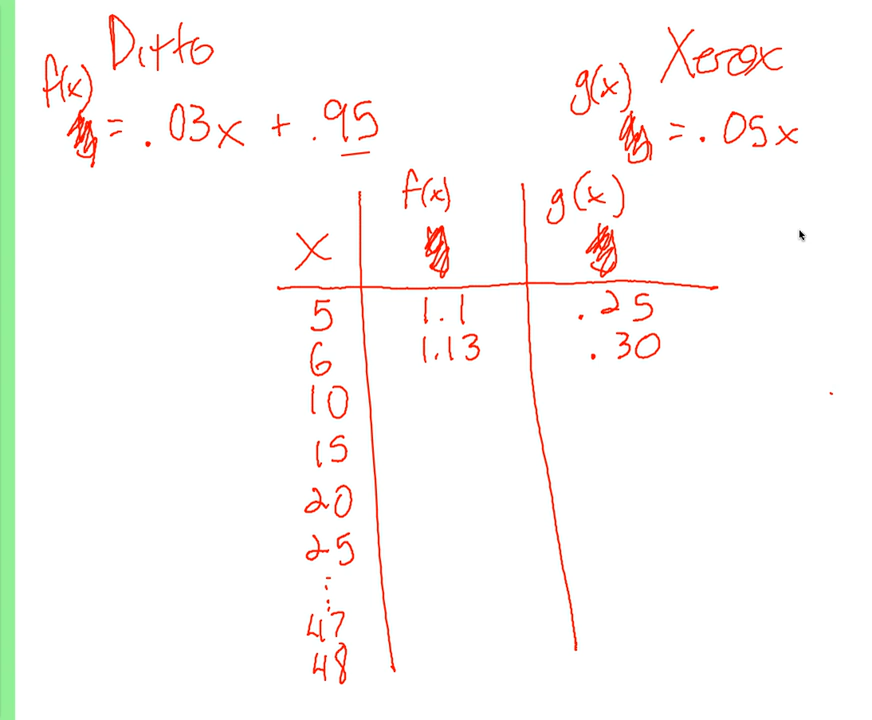 Ditto
f(x)
= .03x + .95
Xerox
g(x)
= .05x
x f(x) g(x)
5 1.1 .25
6 1.13 .30
10
15
20
25
⋮
47
48